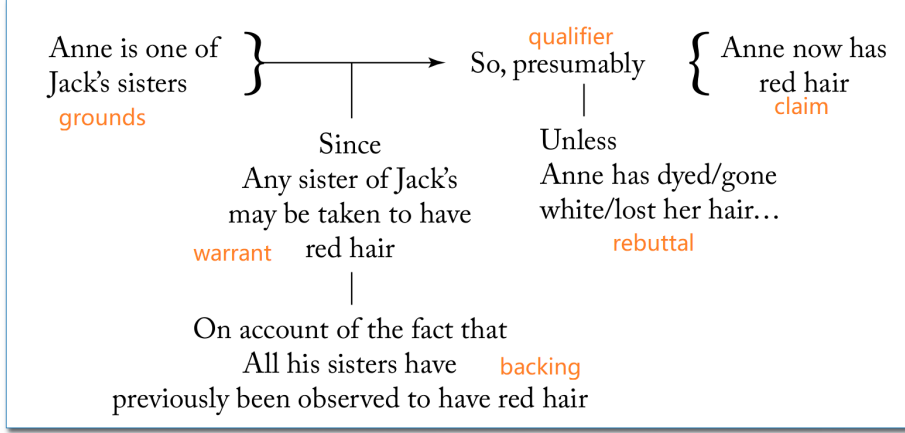 Anne is one of
Jack's sisters
grounds
qualifier
So, presumably
Anne now has
red hair
claim
Since
Any sister of Jack's
may be taken to have
red hair
warrant
Unless
Anne has dyed/gone
white/lost her hair...
rebuttal
On account of the fact that
All his sisters have
backing
previously been observed to have red hair